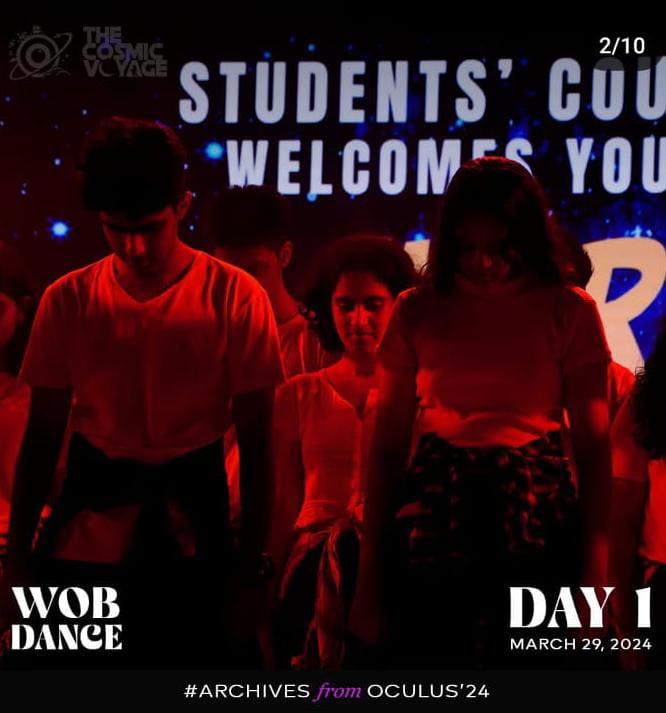 THE
COSMIC
VOYAGE
2/10
STUDENTS' COU
WELCOMES YOU
R
WOB
DANCE
DAY 1
MARCH 29, 2024
#ARCHIVES from OCULUS'24